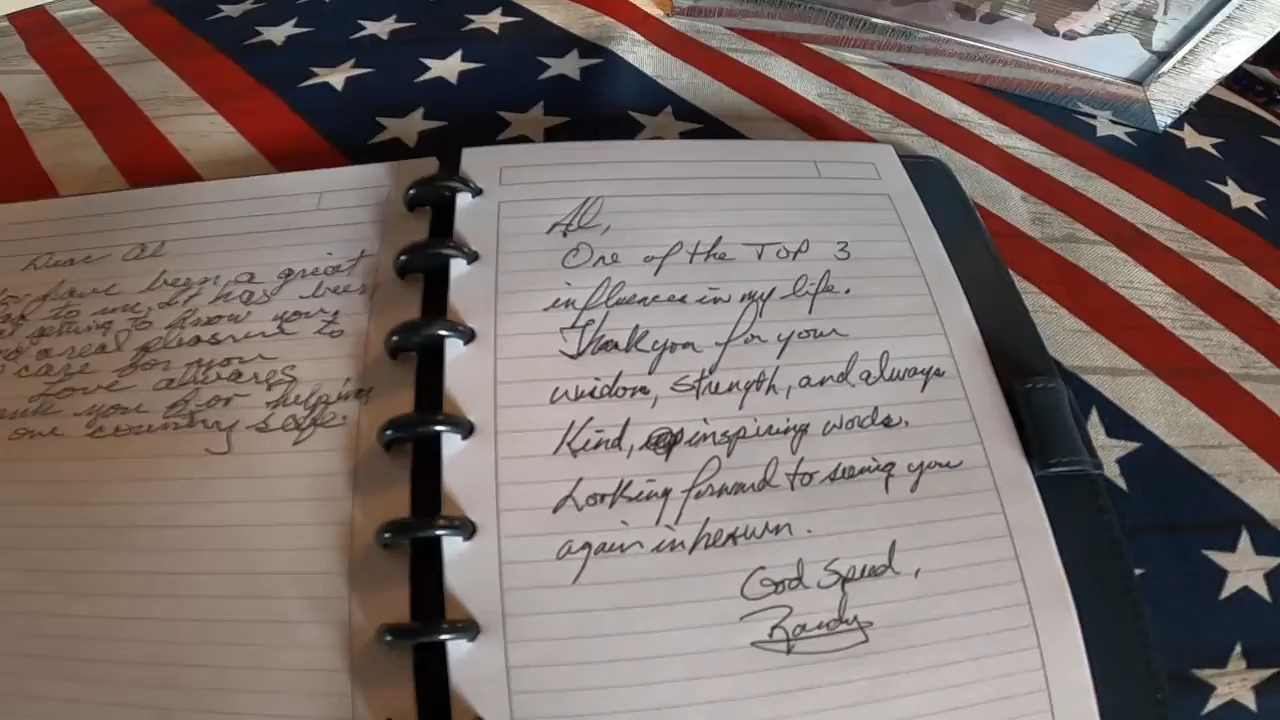 Dear Al
have been a great
to me, it has been
getting to know you,
a real pleasure to
care for you
Love always
you for helping
our country safe.
Al,
One of the TOP 3
influences in my life.
Thank you for your
wisdom, strength, and always
Kind, inspiring words.
Looking forward to seeing you
again in heaven.
God Speed,
Randy